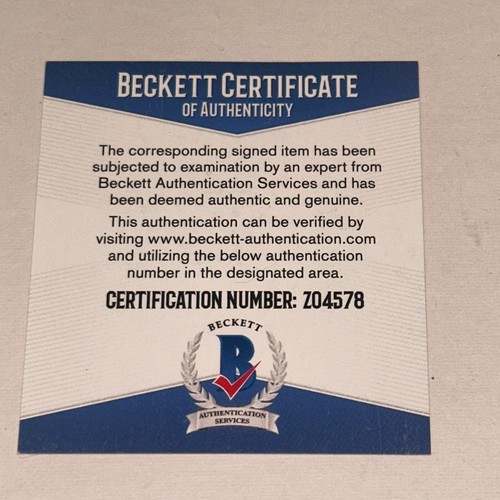 BECKETT CERTIFICATE
OF AUTHENTICITY
The corresponding signed item has been
subjected to examination by an expert from
Beckett Authentication Services and has
been deemed authentic and genuine.
This authentication can be verified by
visiting www.beckett-authentication.com
and utilizing the below authentication
number in the designated area.
CERTIFICATION NUMBER: Z04578
BECKETT
B
AUTHENTICATION
SERVICES